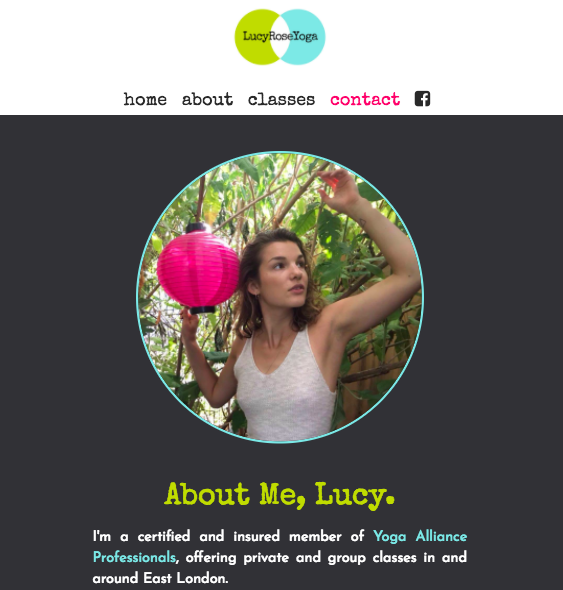 LucyRoseYoga
home about classes contact
About Me, Lucy.
I'm a certified and insured member of Yoga Alliance
Professionals, offering private and group classes in and
around East London.